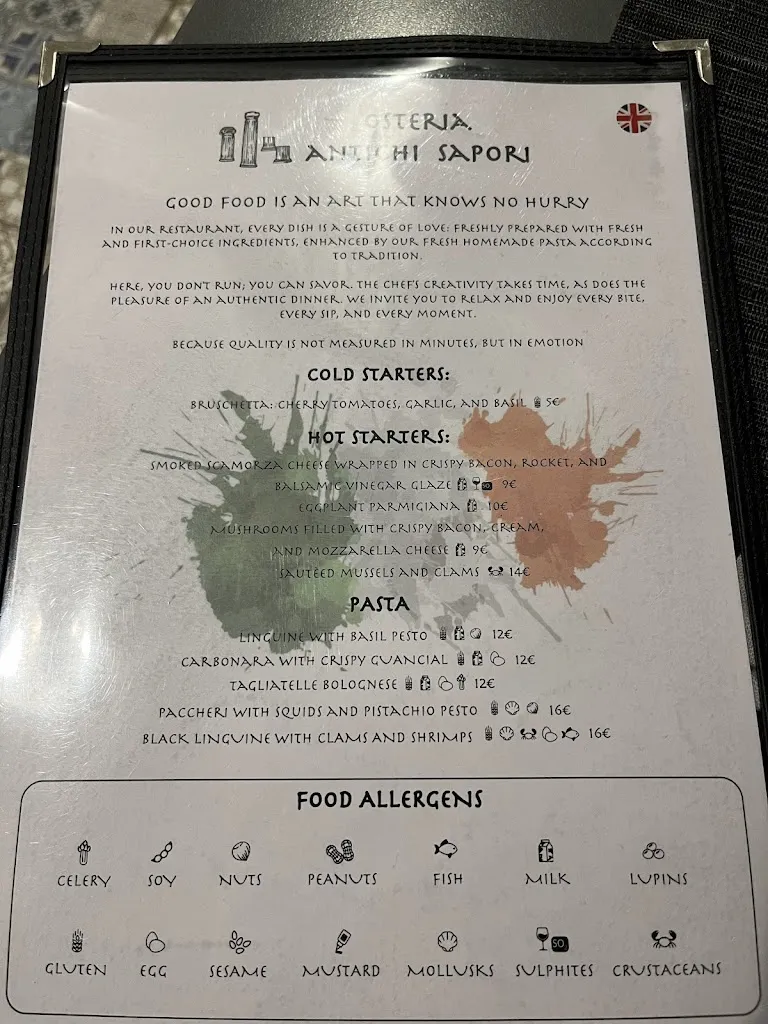 OSTERIA
ANTICHI SAPORI
GOOD FOOD IS AN ART THAT KNOWS NO HURRY
IN OUR RESTAURANT, EVERY DISH IS A GESTURE OF LOVE: FRESHLY PREPARED WITH FRESH
AND FIRST-CHOICE INGREDIENTS, ENHANCED BY OUR FRESH HOMEMADE PASTA ACCORDING
TO TRADITION.
HERE, YOU DON'T RUN; YOU CAN SAVOR. THE CHEF'S CREATIVITY TAKES TIME, AS DOES THE
PLEASURE OF AN AUTHENTIC DINNER. WE INVITE YOU TO RELAX AND ENJOY EVERY BITE,
EVERY SIP, AND EVERY MOMENT.
BECAUSE QUALITY IS NOT MEASURED IN MINUTES, BUT IN EMOTION
COLD STARTERS:
BRUSCHETTA: CHERRY TOMATOES, GARLIC, AND BASIL 5€
HOT STARTERS:
SMOKED SCAMORZA CHEESE WRAPPED IN CRISPY BACON, ROCKET, AND
BALSAMIC VINEGAR GLAZE SO₂ 9€
EGGPLANT PARMIGIANA 10€
MUSHROOMS FILLED WITH CRISPY BACON, CREAM,
AND MOZZARELLA CHEESE 9€
SAUTÉED MUSSELS AND CLAMS 14€
PASTA
LINGUINE WITH BASIL PESTO 12€
CARBONARA WITH CRISPY GUANCIAL 12€
TAGLIATELLE BOLOGNESE 12€
PACCHERI WITH SQUIDS AND PISTACHIO PESTO 16€
BLACK LINGUINE WITH CLAMS AND SHRIMPS 16€
FOOD ALLERGENS
CELERY SOY NUTS PEANUTS FISH MILK LUPINS
SO₂
GLUTEN EGG SESAME MUSTARD MOLLUSKS SULPHITES CRUSTACEANS